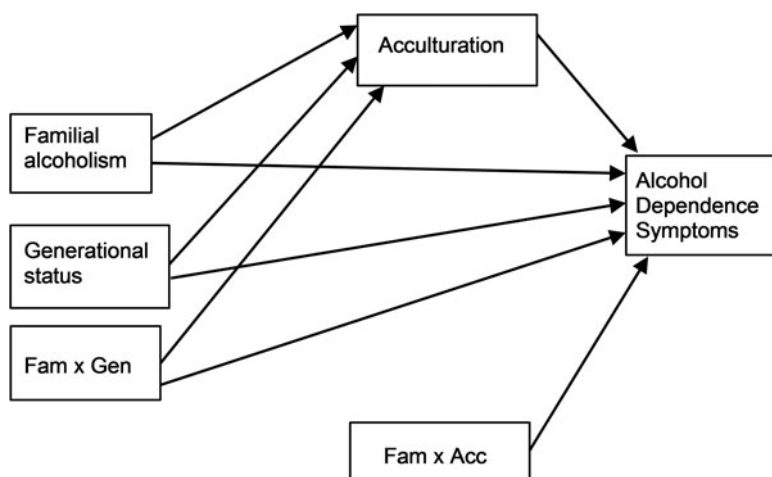 Acculturation
Familial
alcoholism
Alcohol
Dependence
Symptoms
Generational
status
Fam x Gen
Fam x Acc